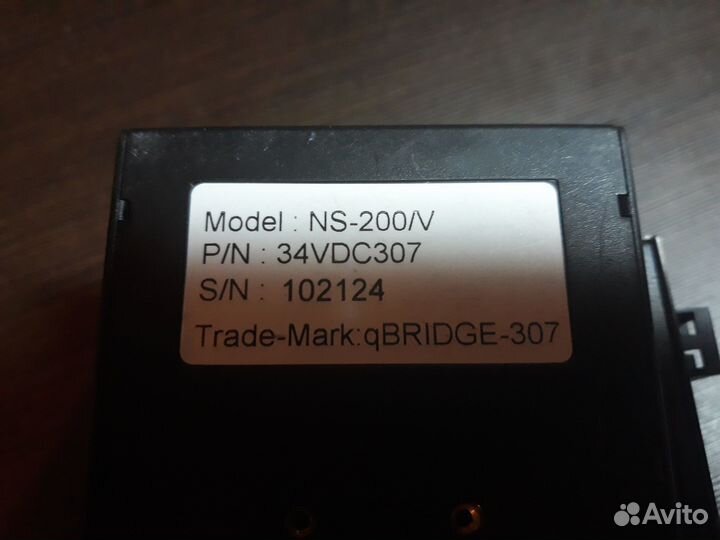 Model : NS-200/V
P/N : 34VDC307
S/N : 102124
Trade-Mark:qBRIDGE-307
Avito